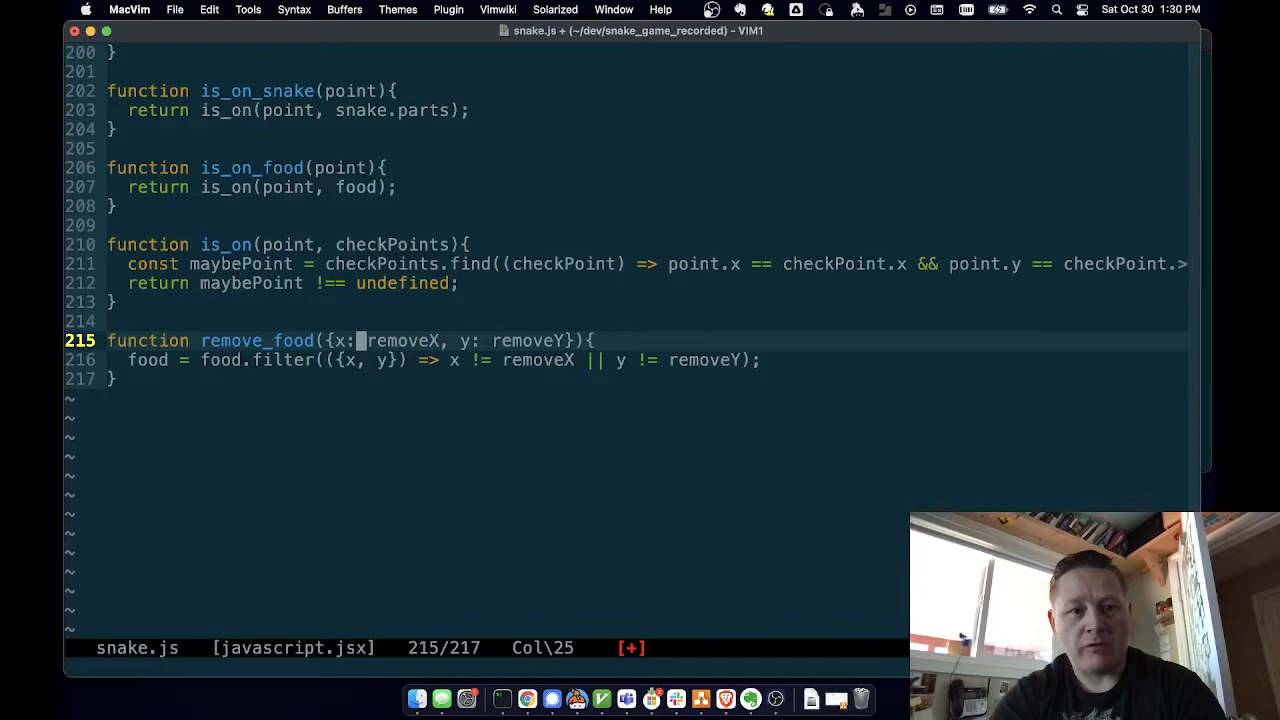 MacVim File Edit Tools Syntax Buffers Themes Plugin Vimwiki Solarized Window Help Sat Oct 30 1:30 PM
snake.js + (~/dev/snake_game_recorded) - VIM1
200 }
201
202 function is_on_snake(point){
203 return is_on(point, snake.parts);
204 }
205
206 function is_on_food(point){
207 return is_on(point, food);
208 }
209
210 function is_on(point, checkPoints){
211 const maybePoint = checkPoints.find((checkPoint) => point.x == checkPoint.x && point.y == checkPoint.>
212 return maybePoint !== undefined;
213 }
214
215 function remove_food({x: removeX, y: removeY}){
216 food = food.filter(({x, y}) => x != removeX || y != removeY);
217 }
~
~
~
~
~
~
~
~
~
~
~
~
~
snake.js [javascript.jsx] 215/217 Col\25 [+]